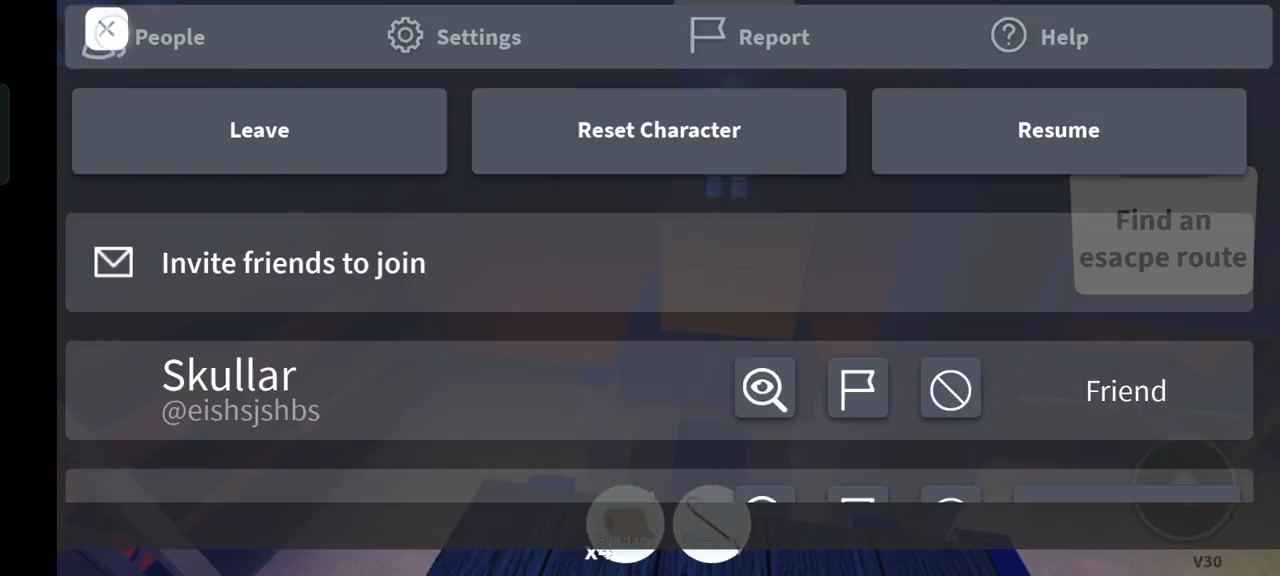 People
Settings
Report
Help
Leave
Reset Character
Resume
Find an
esacpe route
Invite friends to join
Skullar
@eishsjshbs
Friend
x4
V30